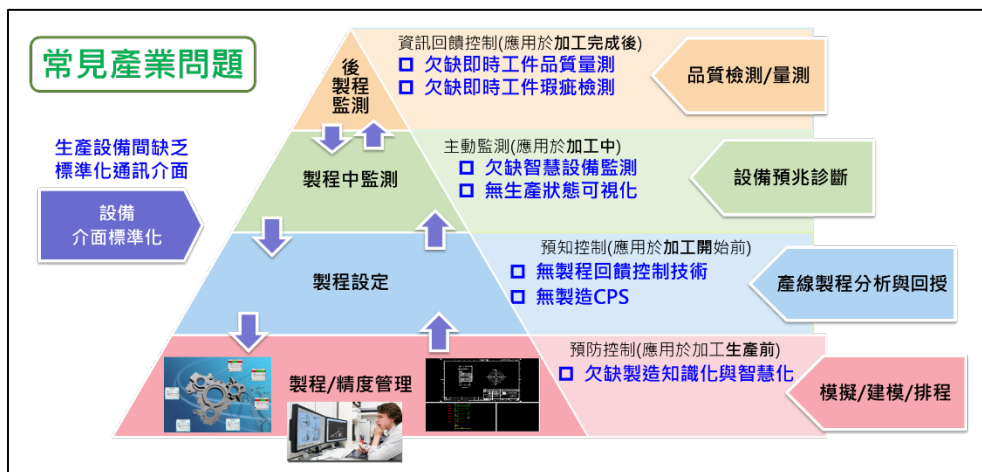 常見產業問題
生產設備間缺乏
標準化通訊介面
設備
介面標準化
後
製程
監測
資訊回饋控制(應用於加工完成後)
欠缺即時工件品質量測
欠缺即時工件瑕疵檢測
品質檢測/量測
製程中監測
主動監測(應用於加工中)
欠缺智慧設備監測
無生產狀態可視化
設備預兆診斷
製程設定
預知控制(應用於加工開始前)
無製程回饋控制技術
無製造CPS
產線製程分析與回授
製程/精度管理
預防控制(應用於加工生產前)
欠缺製造知識化與智慧化
模擬/建模/排程